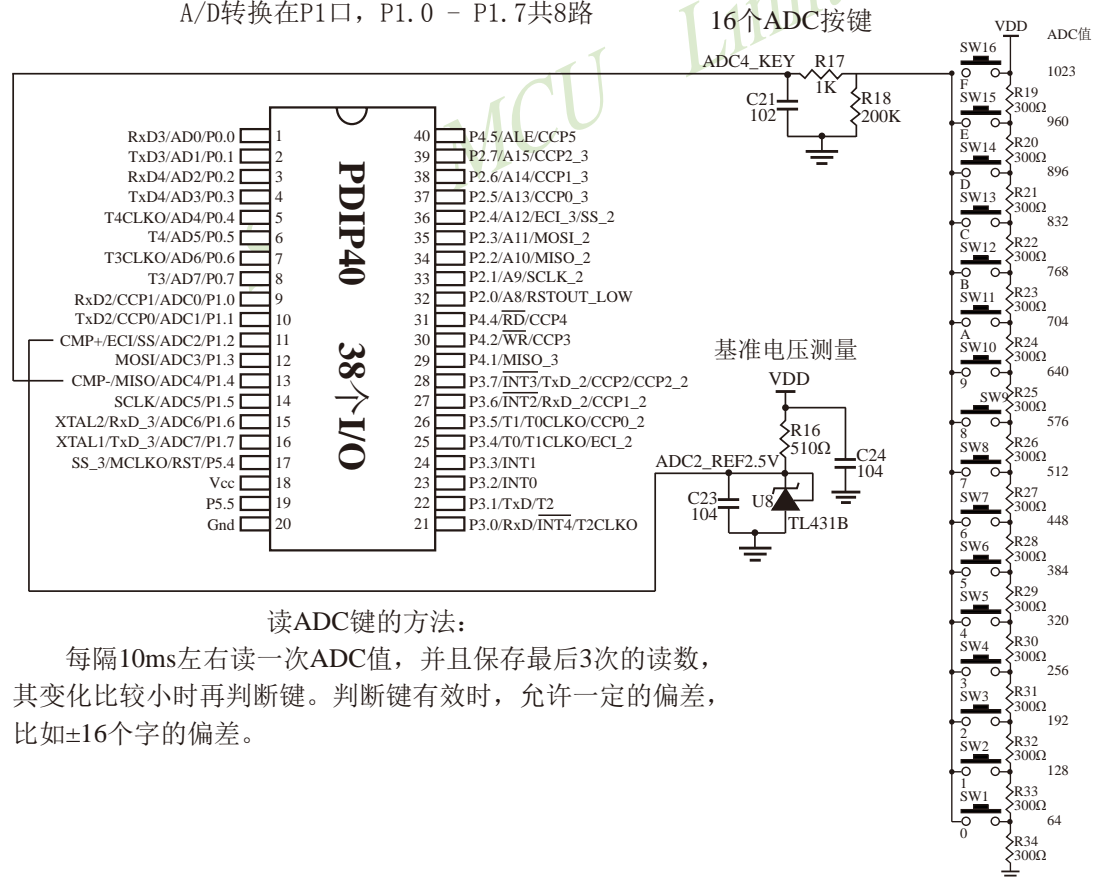 A/D转换在P1口，P1.0 - P1.7共8路
MCU Limi
16个ADC按键
VDD
ADC值
ADC4_KEY
R17
1K
C21
102
R18
200K
SW16
F
1023
R19
300Ω
SW15
E
960
R20
300Ω
SW14
D
896
R21
300Ω
SW13
C
832
R22
300Ω
SW12
B
768
R23
300Ω
SW11
A
704
R24
300Ω
SW10
9
640
R25
300Ω
SW9
8
576
R26
300Ω
SW8
7
512
R27
300Ω
SW7
6
448
R28
300Ω
SW6
5
384
R29
300Ω
SW5
4
320
R30
300Ω
SW4
3
256
R31
300Ω
SW3
2
192
R32
300Ω
SW2
1
128
R33
300Ω
SW1
0
64
R34
300Ω
PDIP40 38个I/O
RxD3/AD0/P0.0 1
TxD3/AD1/P0.1 2
RxD4/AD2/P0.2 3
TxD4/AD3/P0.3 4
T4CLKO/AD4/P0.4 5
T4/AD5/P0.5 6
T3CLKO/AD6/P0.6 7
T3/AD7/P0.7 8
RxD2/CCP1/ADC0/P1.0 9
TxD2/CCP0/ADC1/P1.1 10
CMP+/ECI/SS/ADC2/P1.2 11
MOSI/ADC3/P1.3 12
CMP-/MISO/ADC4/P1.4 13
SCLK/ADC5/P1.5 14
XTAL2/RxD_3/ADC6/P1.6 15
XTAL1/TxD_3/ADC7/P1.7 16
SS_3/MCLKO/RST/P5.4 17
Vcc 18
P5.5 19
Gnd 20
40 P4.5/ALE/CCP5
39 P2.7/A15/CCP2_3
38 P2.6/A14/CCP1_3
37 P2.5/A13/CCP0_3
36 P2.4/A12/ECI_3/SS_2
35 P2.3/A11/MOSI_2
34 P2.2/A10/MISO_2
33 P2.1/A9/SCLK_2
32 P2.0/A8/RSTOUT_LOW
31 P4.4/RD/CCP4
30 P4.2/WR/CCP3
29 P4.1/MISO_3
28 P3.7/INT3/TxD_2/CCP2/CCP2_2
27 P3.6/INT2/RxD_2/CCP1_2
26 P3.5/T1/T0CLKO/CCP0_2
25 P3.4/T0/T1CLKO/ECI_2
24 P3.3/INT1
23 P3.2/INT0
22 P3.1/TxD/T2
21 P3.0/RxD/INT4/T2CLKO
基准电压测量
VDD
R16
510Ω
C24
104
ADC2_REF2.5V
C23
104
U8
TL431B
读ADC键的方法：
每隔10ms左右读一次ADC值，并且保存最后3次的读数，
其变化比较小时再判断键。判断键有效时，允许一定的偏差，
比如±16个字的偏差。